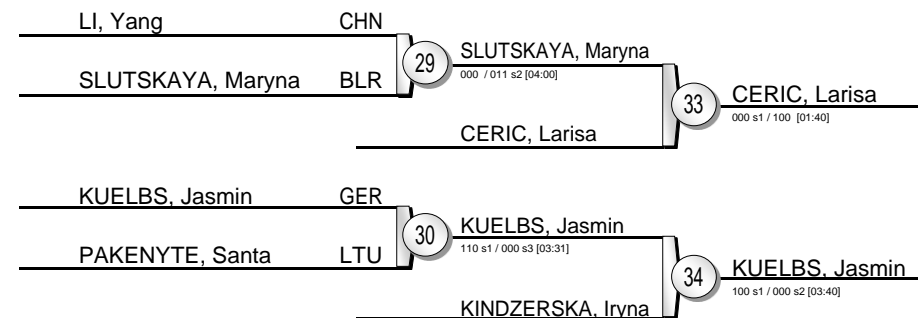 LI, Yang CHN
29
SLUTSKAYA, Maryna
000 / 011 s2 [04:00]
SLUTSKAYA, Maryna BLR
33
CERIC, Larisa
000 s1 / 100 [01:40]
CERIC, Larisa
KUELBS, Jasmin GER
30
KUELBS, Jasmin
110 s1 / 000 s3 [03:31]
PAKENYTE, Santa LTU
34
KUELBS, Jasmin
100 s1 / 000 s2 [03:40]
KINDZERSKA, Iryna